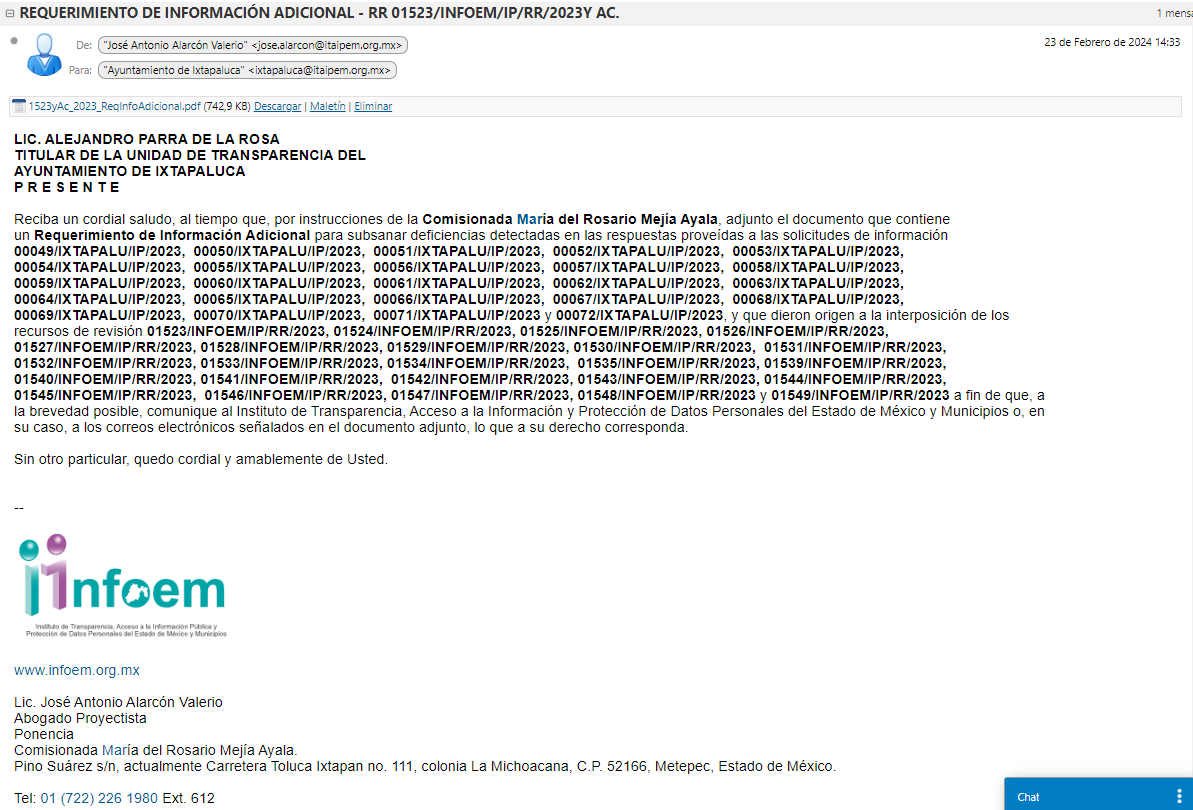 REQUERIMIENTO DE INFORMACIÓN ADICIONAL - RR 01523/INFOEM/IP/RR/2023Y AC.
1 mensa
De: "José Antonio Alarcón Valerio" <jose.alarcon@itaipem.org.mx>
23 de Febrero de 2024 14:33
Para: "Ayuntamiento de Ixtapaluca" <ixtapaluca@itaipem.org.mx>
1523yAc_2023_ReqInfoAdicional.pdf (742,9 KB) Descargar | Maletín | Eliminar
LIC. ALEJANDRO PARRA DE LA ROSA
TITULAR DE LA UNIDAD DE TRANSPARENCIA DEL
AYUNTAMIENTO DE IXTAPALUCA
P R E S E N T E
Reciba un cordial saludo, al tiempo que, por instrucciones de la Comisionada María del Rosario Mejía Ayala, adjunto el documento que contiene
un Requerimiento de Información Adicional para subsanar deficiencias detectadas en las respuestas proveídas a las solicitudes de información
00049/IXTAPALU/IP/2023, 00050/IXTAPALU/IP/2023, 00051/IXTAPALU/IP/2023, 00052/IXTAPALU/IP/2023, 00053/IXTAPALU/IP/2023,
00054/IXTAPALU/IP/2023, 00055/IXTAPALU/IP/2023, 00056/IXTAPALU/IP/2023, 00057/IXTAPALU/IP/2023, 00058/IXTAPALU/IP/2023,
00059/IXTAPALU/IP/2023, 00060/IXTAPALU/IP/2023, 00061/IXTAPALU/IP/2023, 00062/IXTAPALU/IP/2023, 00063/IXTAPALU/IP/2023,
00064/IXTAPALU/IP/2023, 00065/IXTAPALU/IP/2023, 00066/IXTAPALU/IP/2023, 00067/IXTAPALU/IP/2023, 00068/IXTAPALU/IP/2023,
00069/IXTAPALU/IP/2023, 00070/IXTAPALU/IP/2023, 00071/IXTAPALU/IP/2023 y 00072/IXTAPALU/IP/2023, y que dieron origen a la interposición de los
recursos de revisión 01523/INFOEM/IP/RR/2023, 01524/INFOEM/IP/RR/2023, 01525/INFOEM/IP/RR/2023, 01526/INFOEM/IP/RR/2023,
01527/INFOEM/IP/RR/2023, 01528/INFOEM/IP/RR/2023, 01529/INFOEM/IP/RR/2023, 01530/INFOEM/IP/RR/2023, 01531/INFOEM/IP/RR/2023,
01532/INFOEM/IP/RR/2023, 01533/INFOEM/IP/RR/2023, 01534/INFOEM/IP/RR/2023, 01535/INFOEM/IP/RR/2023, 01539/INFOEM/IP/RR/2023,
01540/INFOEM/IP/RR/2023, 01541/INFOEM/IP/RR/2023, 01542/INFOEM/IP/RR/2023, 01543/INFOEM/IP/RR/2023, 01544/INFOEM/IP/RR/2023,
01545/INFOEM/IP/RR/2023, 01546/INFOEM/IP/RR/2023, 01547/INFOEM/IP/RR/2023, 01548/INFOEM/IP/RR/2023 y 01549/INFOEM/IP/RR/2023 a fin de que, a
la brevedad posible, comunique al Instituto de Transparencia, Acceso a la Información y Protección de Datos Personales del Estado de México y Municipios o, en
su caso, a los correos electrónicos señalados en el documento adjunto, lo que a su derecho corresponda.
Sin otro particular, quedo cordial y amablemente de Usted.
--
infoem
Instituto de Transparencia, Acceso a la Información Pública y
Protección de Datos Personales del Estado de México y Municipios
www.infoem.org.mx
Lic. José Antonio Alarcón Valerio
Abogado Proyectista
Ponencia
Comisionada María del Rosario Mejía Ayala.
Pino Suárez s/n, actualmente Carretera Toluca Ixtapan no. 111, colonia La Michoacana, C.P. 52166, Metepec, Estado de México.
Tel: 01 (722) 226 1980 Ext. 612
Chat